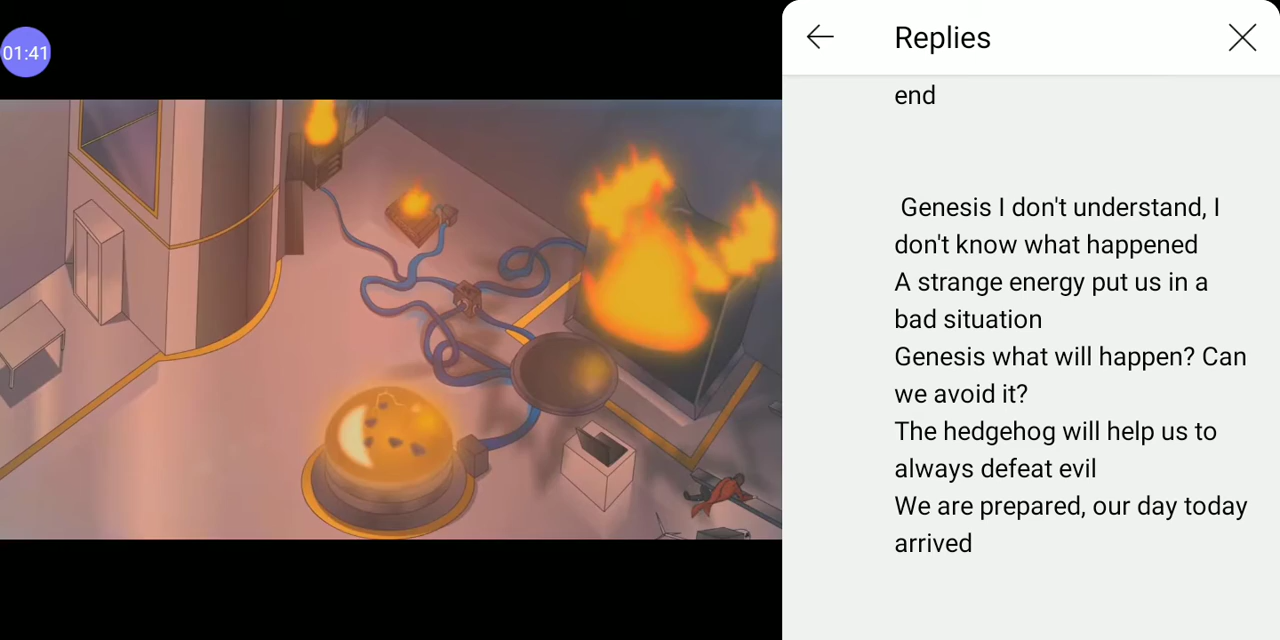 01:41
Replies
end
Genesis I don't understand, I
don't know what happened
A strange energy put us in a
bad situation
Genesis what will happen? Can
we avoid it?
The hedgehog will help us to
always defeat evil
We are prepared, our day today
arrived